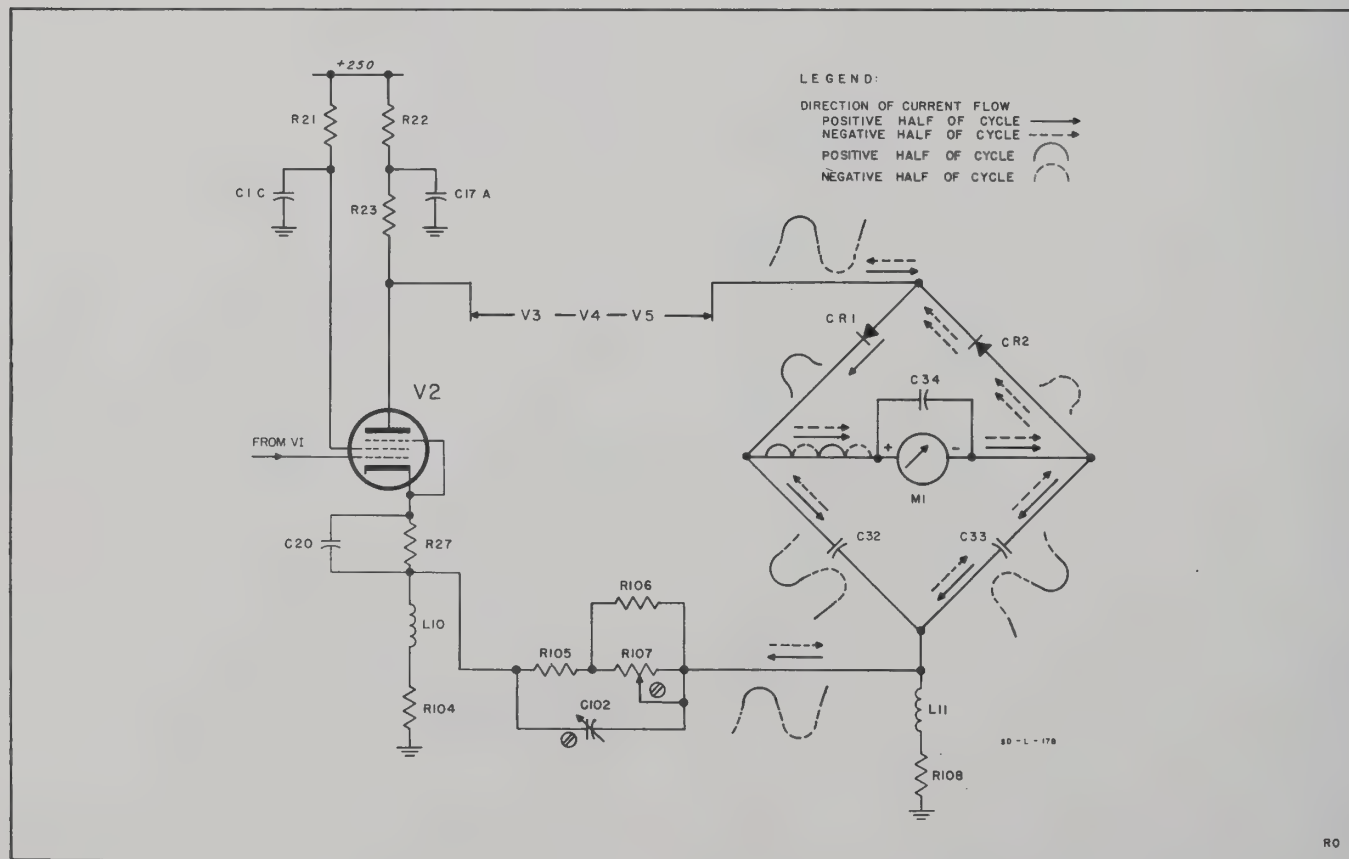 +250
R21
R22
C1 C
C17 A
R23
V3 — V4 — V5
V2
FROM V1
C20
R27
L10
R104
R106
R105
R107
C102
LEGEND:
DIRECTION OF CURRENT FLOW
POSITIVE HALF OF CYCLE
NEGATIVE HALF OF CYCLE
POSITIVE HALF OF CYCLE
NEGATIVE HALF OF CYCLE
CR1
CR2
C34
+
-
M1
C32
C33
L11
R108
BD-L-178
RO